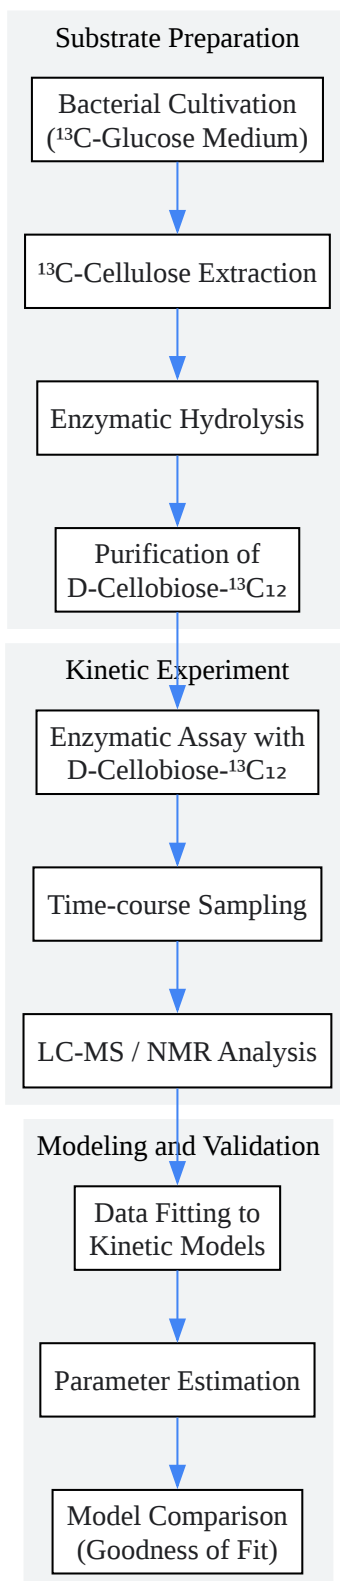 Substrate Preparation
Bacterial Cultivation
(¹³C-Glucose Medium)
¹³C-Cellulose Extraction
Enzymatic Hydrolysis
Purification of
D-Cellobiose-¹³C₁₂
Kinetic Experiment
Enzymatic Assay with
D-Cellobiose-¹³C₁₂
Time-course Sampling
LC-MS / NMR Analysis
Modeling and Validation
Data Fitting to
Kinetic Models
Parameter Estimation
Model Comparison
(Goodness of Fit)